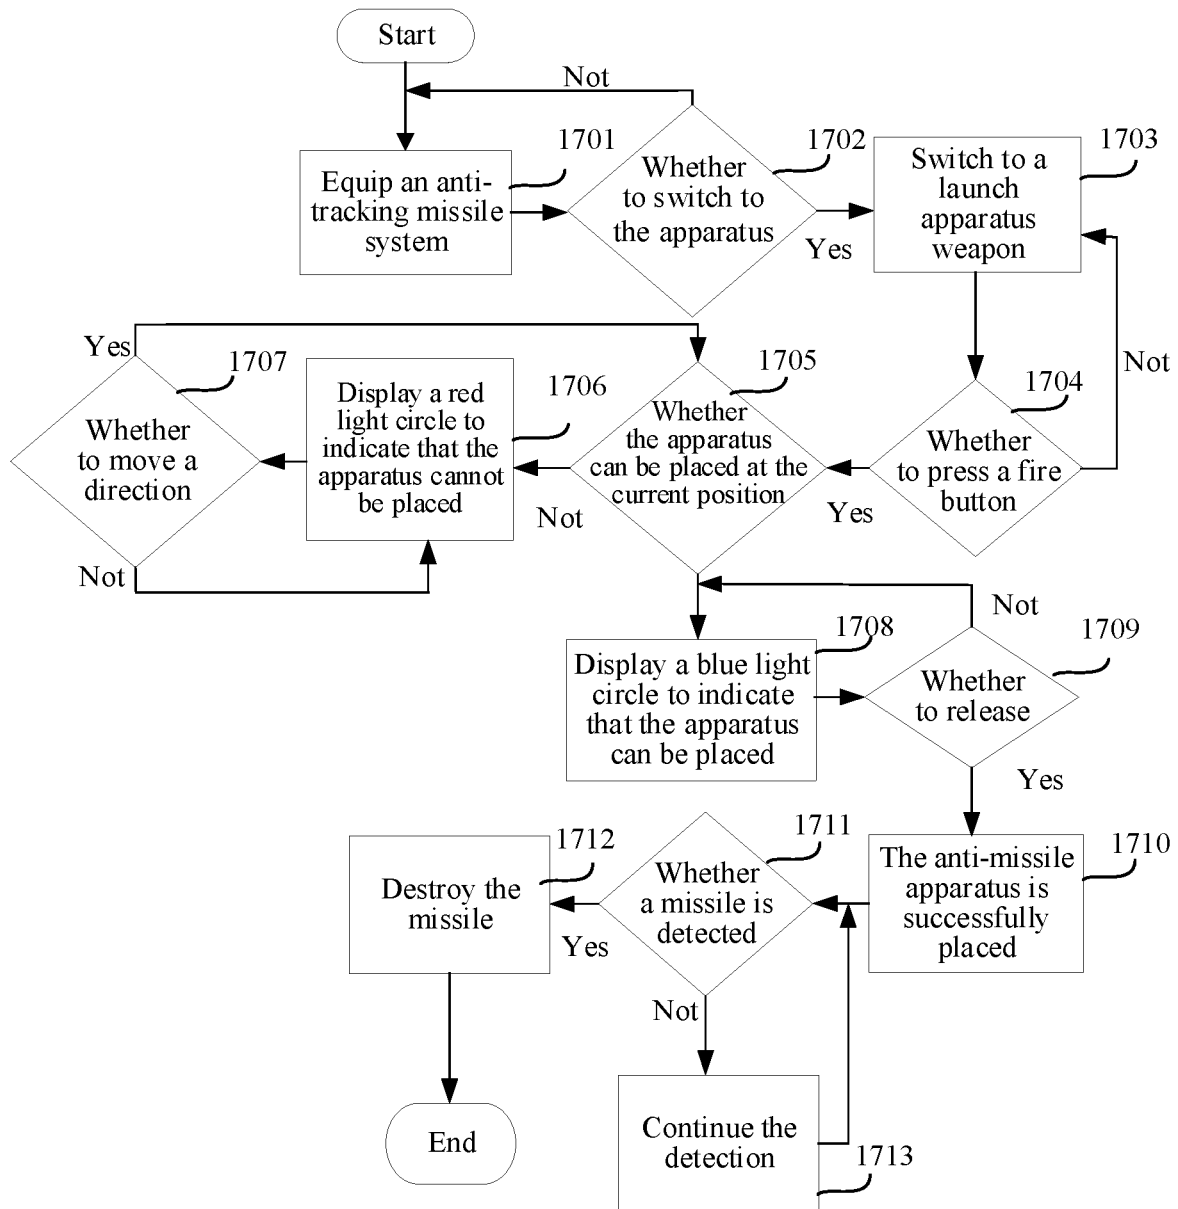 Start
Not
1701
Equip an anti-
tracking missile
system
1702
Whether
to switch to
the apparatus
Yes
1703
Switch to a
launch
apparatus
weapon
Not
1704
Whether
to press a fire
button
Yes
1705
Whether
the apparatus
can be placed at the
current position
Not
1706
Display a red
light circle to
indicate that the
apparatus cannot
be placed
Yes
1707
Whether
to move a
direction
Not
1708
Display a blue light
circle to indicate
that the apparatus
can be placed
Not
1709
Whether
to release
Yes
1710
The anti-missile
apparatus is
successfully
placed
1711
Whether
a missile is
detected
Yes
1712
Destroy the
missile
Not
Continue the
detection
1713
End